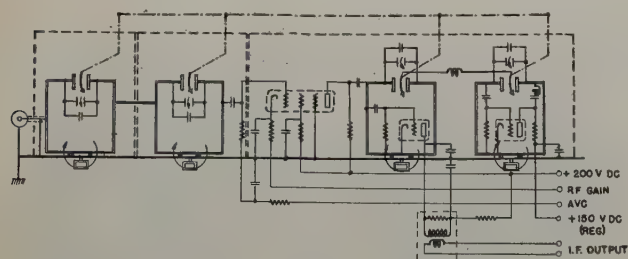 + 200 V DC
RF GAIN
AVC
+150 V DC
(REG)
I.F. OUTPUT